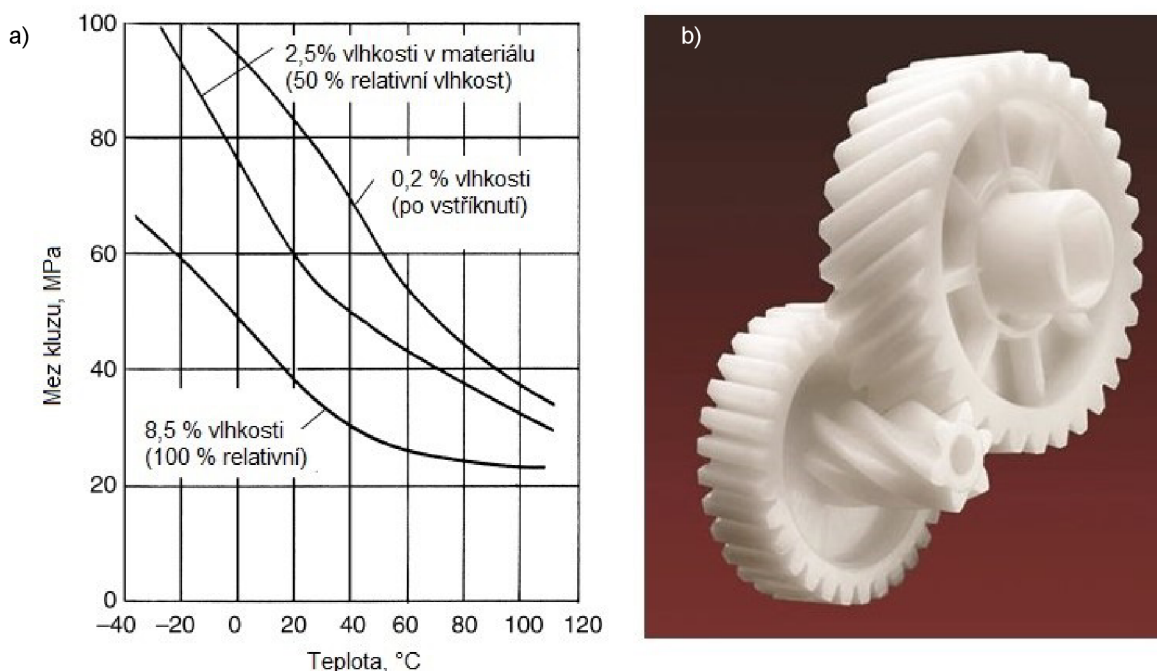 a)
100
80
60
40
20
0
Mez kluzu, MPa
2,5% vlhkosti v materiálu
(50 % relativní vlhkost)
0,2 % vlhkosti
(po vstříknutí)
8,5 % vlhkosti
(100 % relativní)
–40 –20 0 20 40 60 80 100 120
Teplota, °C
b)